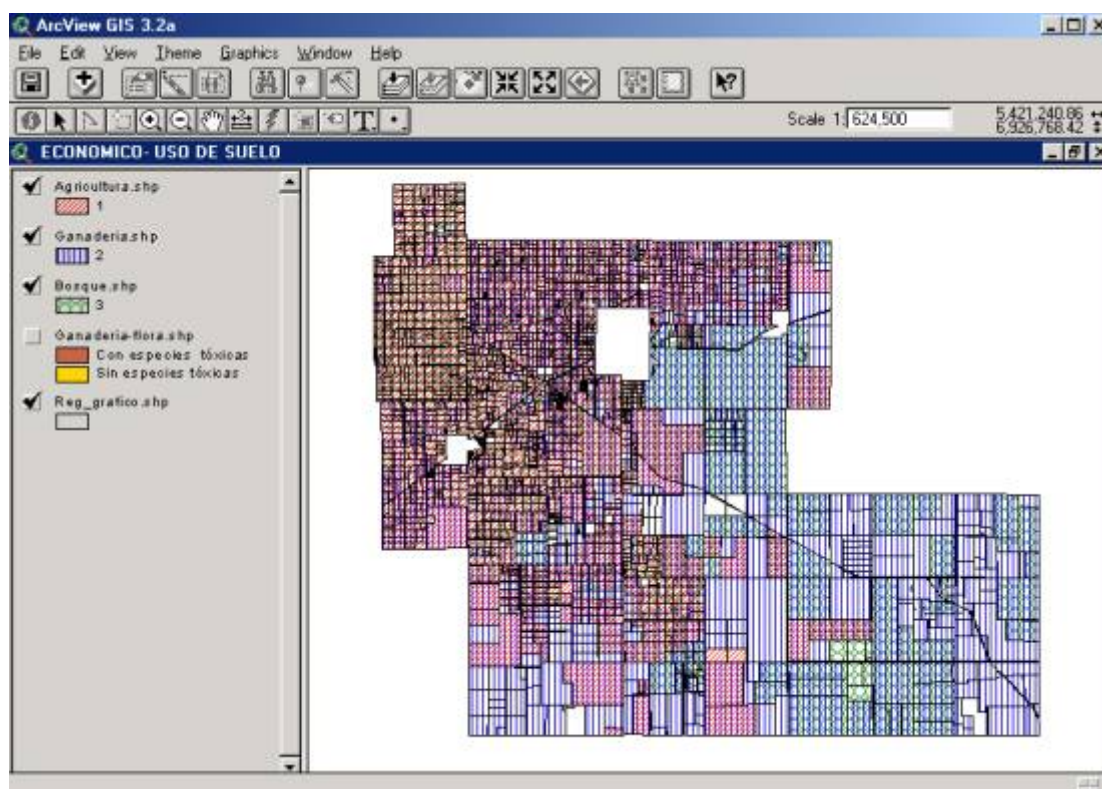 ArcView GIS 3.2a
File Edit View Theme Graphics Window Help
Scale 1: 624,500
5,421,240.86
6,926,768.42
ECONOMICO- USO DE SUELO
Agricultura.shp
1
Ganaderia.shp
2
Bosque.shp
3
Ganaderia-flora.shp
Con especies tóxicas
Sin especies tóxicas
Reg_grafico.shp